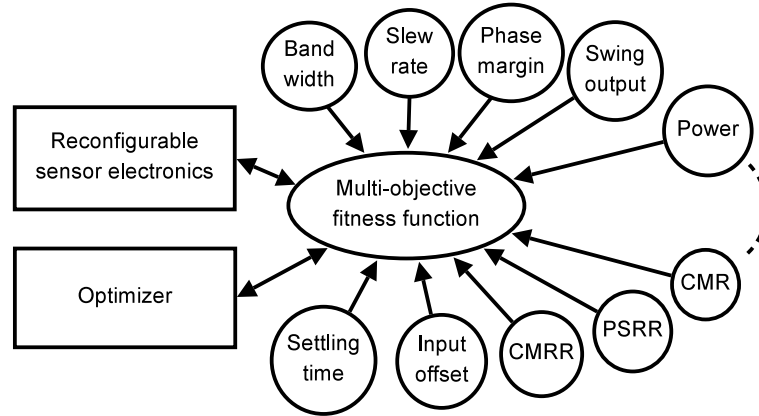 Band
width
Slew
rate
Phase
margin
Swing
output
Power
Reconfigurable
sensor electronics
Multi-objective
fitness function
Optimizer
CMR
PSRR
CMRR
Input
offset
Settling
time